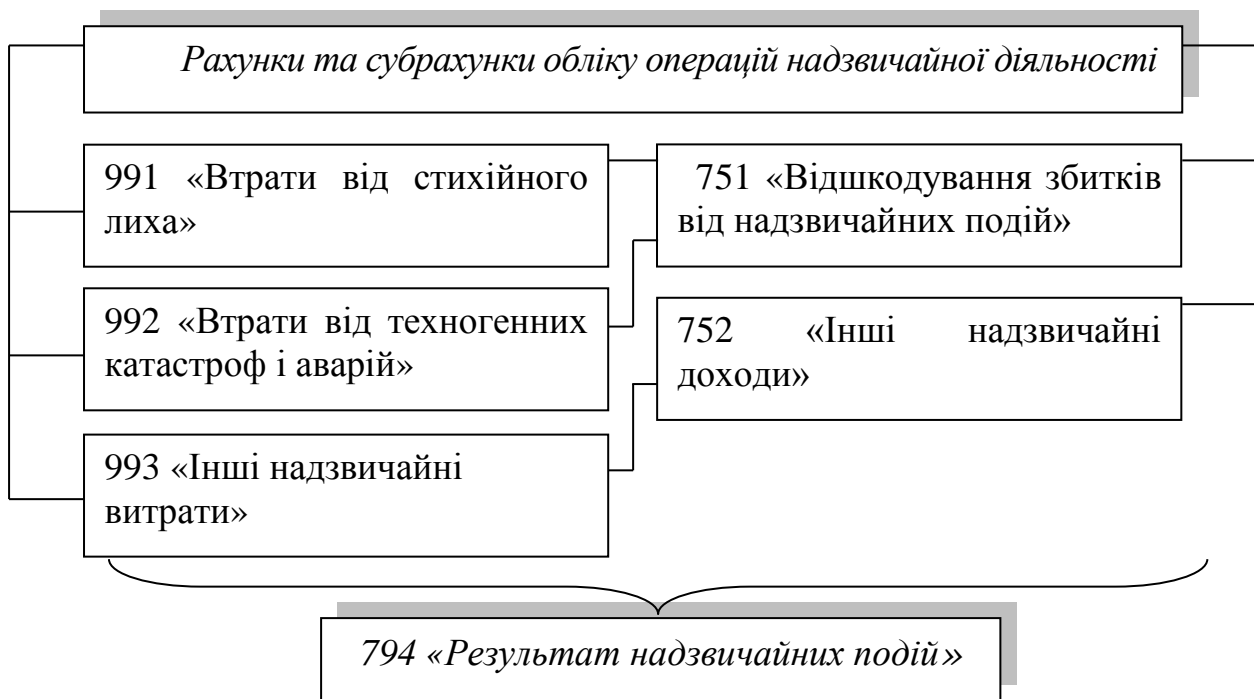 Рахунки та субрахунки обліку операцій надзвичайної діяльності
991 «Втрати від стихійного
лиха»
751 «Відшкодування збитків
від надзвичайних подій»
992 «Втрати від техногенних
катастроф і аварій»
752 «Інші надзвичайні
доходи»
993 «Інші надзвичайні
витрати»
794 «Результат надзвичайних подій»